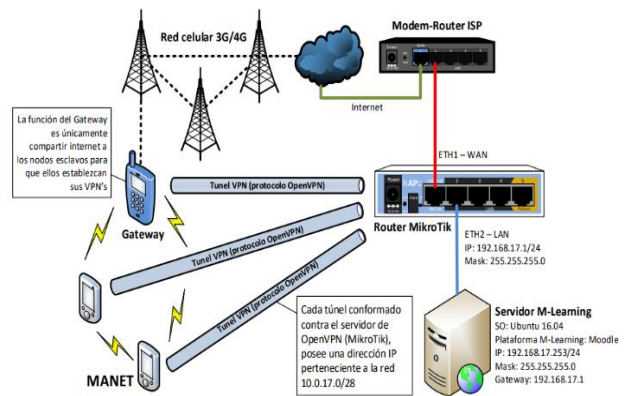 Red celular 3G/4G
Modem-Router ISP
Internet
La función del Gateway
es únicamente
compartir internet a
los nodos esclavos para
que ellos establezcan
sus VPN's
ETH1 – WAN
Gateway
Tunel VPN (protocolo OpenVPN)
Tunel VPN (protocolo OpenVPN)
Tunel VPN (protocolo OpenVPN)
Power
Router MikroTik
ETH2 – LAN
IP: 192.168.17.1/24
Mask: 255.255.255.0
Cada túnel conformado
contra el servidor de
OpenVPN (MikroTik),
posee una dirección IP
perteneciente a la red
10.0.17.0/28
MANET
Servidor M-Learning
SO: Ubuntu 16.04
Plataforma M-Learning: Moodle
IP: 192.168.17.253/24
Mask: 255.255.255.0
Gateway: 192.168.17.1